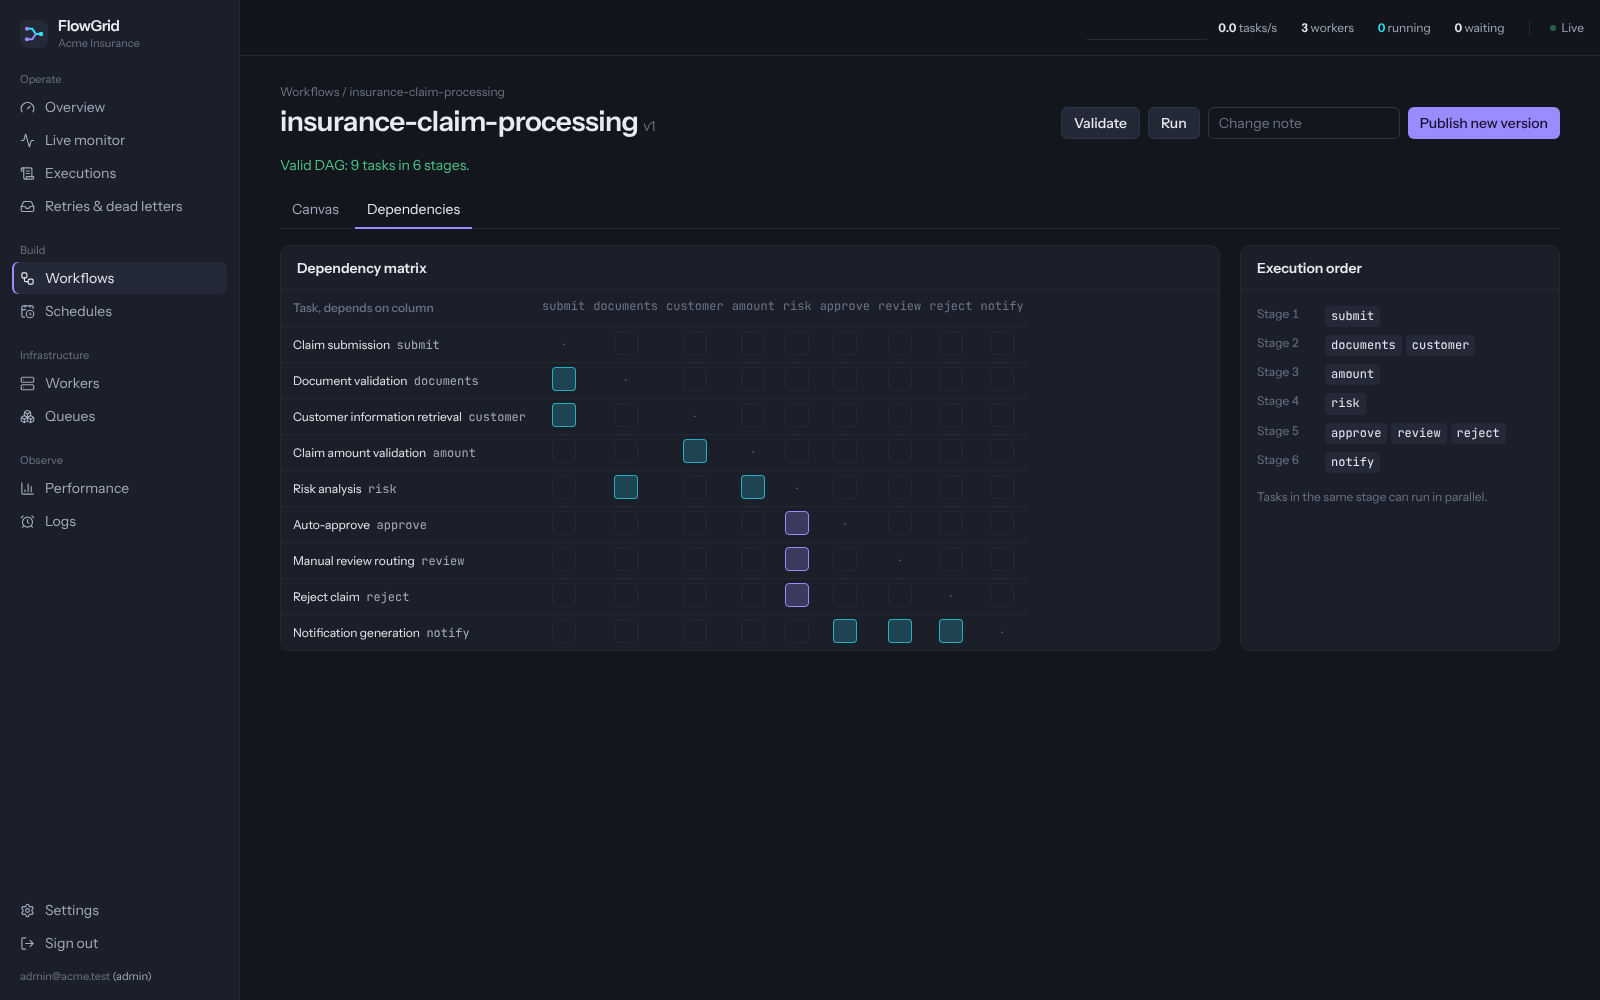 FlowGrid
Acme Insurance
Operate
Overview
Live monitor
Executions
Retries & dead letters
Build
Workflows
Schedules
Infrastructure
Workers
Queues
Observe
Performance
Logs
Settings
Sign out
admin@acme.test (admin)
0.0 tasks/s 3 workers 0 running 0 waiting Live
Workflows / insurance-claim-processing
insurance-claim-processing v1
Validate Run Change note Publish new version
Valid DAG: 9 tasks in 6 stages.
Canvas Dependencies
Dependency matrix
Task, depends on column submit documents customer amount risk approve review reject notify
Claim submission submit
Document validation documents
Customer information retrieval customer
Claim amount validation amount
Risk analysis risk
Auto-approve approve
Manual review routing review
Reject claim reject
Notification generation notify
Execution order
Stage 1 submit
Stage 2 documents customer
Stage 3 amount
Stage 4 risk
Stage 5 approve review reject
Stage 6 notify
Tasks in the same stage can run in parallel.